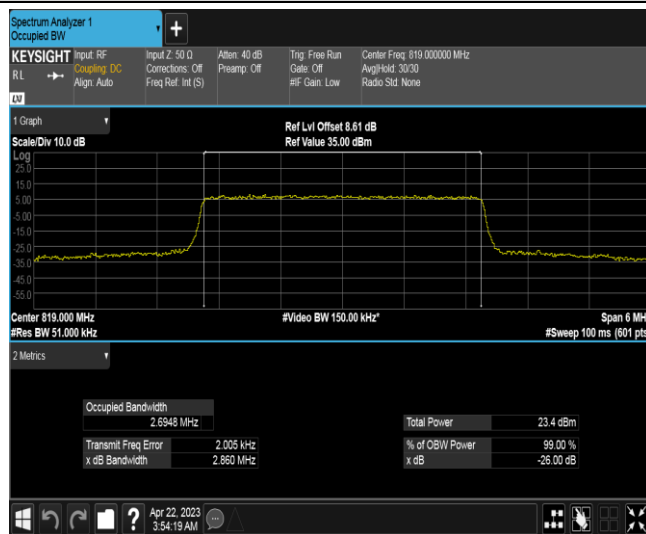 Spectrum Analyzer 1
Occupied BW
+
KEYSIGHT
RL
LXI
Input: RF
Coupling: DC
Align: Auto
Input Z: 50 Ω
Corrections: Off
Freq Ref: Int (S)
Atten: 40 dB
Preamp: Off
Trig: Free Run
Gate: Off
#IF Gain: Low
Center Freq: 819.000000 MHz
Avg|Hold: 30/30
Radio Std: None
1 Graph
Scale/Div 10.0 dB
Ref Lvl Offset 8.61 dB
Ref Value 35.00 dBm
Log
25.0
15.0
5.00
-5.00
-15.0
-25.0
-35.0
-45.0
-55.0
Center 819.000 MHz
#Res BW 51.000 kHz
#Video BW 150.00 kHz*
Span 6 MH
#Sweep 100 ms (601 pts
2 Metrics
Occupied Bandwidth
2.6948 MHz
Transmit Freq Error 2.005 kHz
x dB Bandwidth 2.860 MHz
Total Power 23.4 dBm
% of OBW Power 99.00 %
x dB -26.00 dB
?
Apr 22, 2023
3:54:19 AM